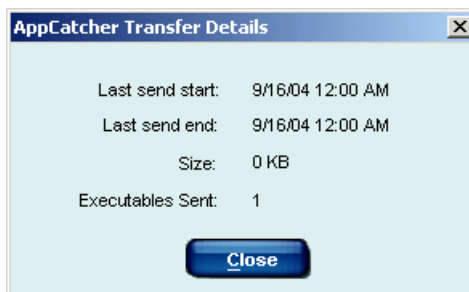 AppCatcher Transfer Details
Last send start: 9/16/04 12:00 AM
Last send end: 9/16/04 12:00 AM
Size: 0 KB
Executables Sent: 1
Close